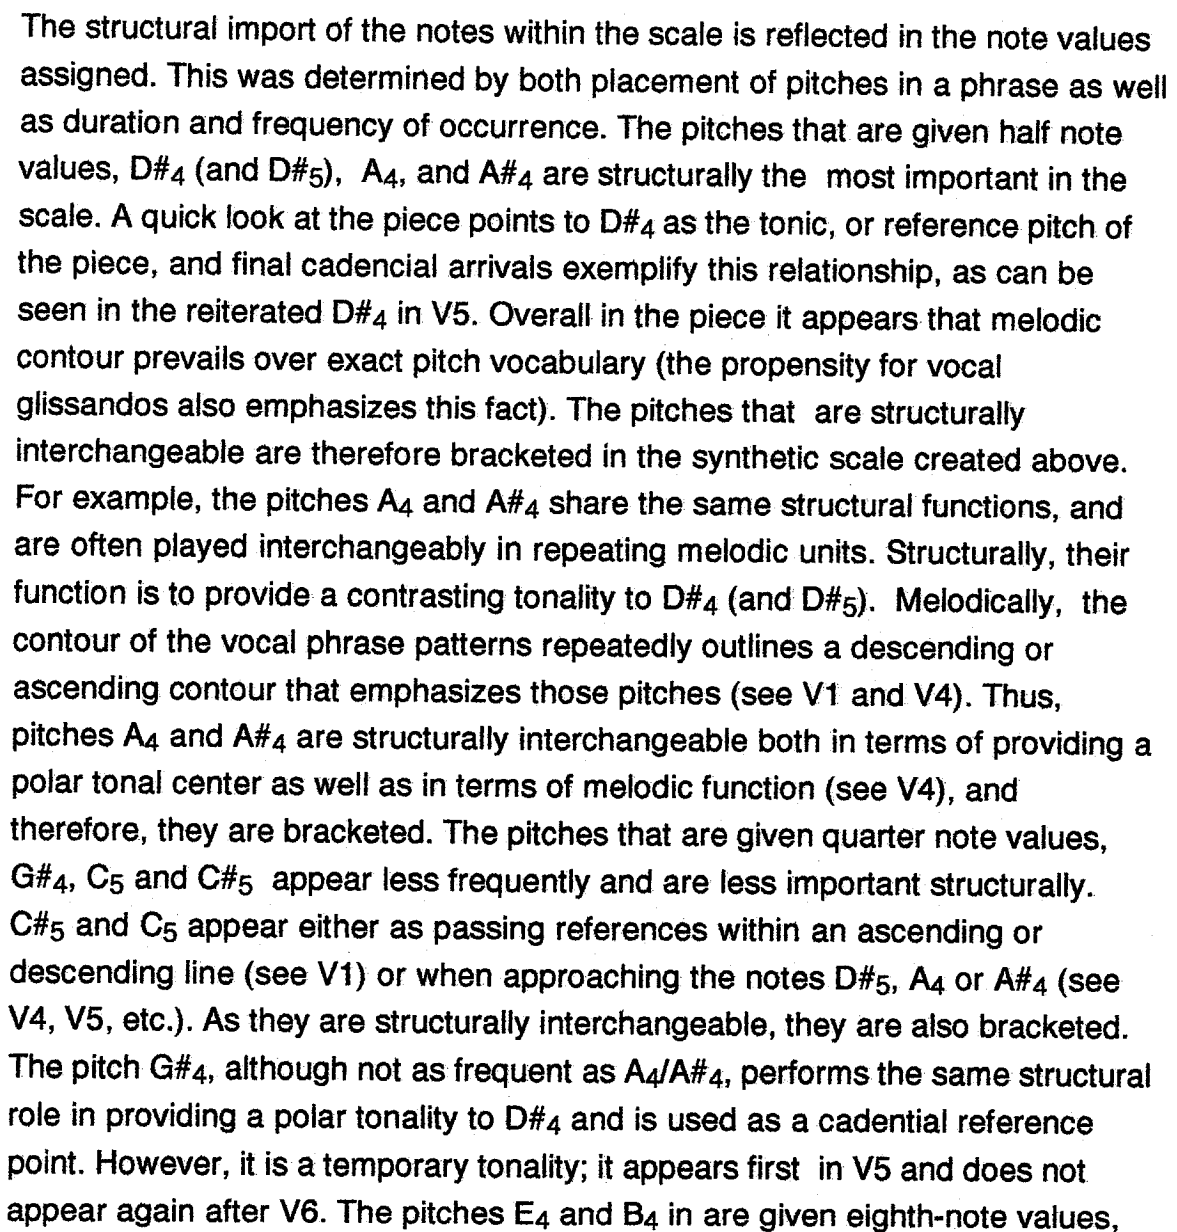 The structural import of the notes within the scale is reflected in the note values
assigned. This was determined by both placement of pitches in a phrase as well
as duration and frequency of occurrence. The pitches that are given half note
values, D#4 (and D#5), A4, and A#4 are structurally the most important in the
scale. A quick look at the piece points to D#4 as the tonic, or reference pitch of
the piece, and final cadencial arrivals exemplify this relationship, as can be
seen in the reiterated D#4 in V5. Overall in the piece it appears that melodic
contour prevails over exact pitch vocabulary (the propensity for vocal
glissandos also emphasizes this fact). The pitches that are structurally
interchangeable are therefore bracketed in the synthetic scale created above.
For example, the pitches A4 and A#4 share the same structural functions, and
are often played interchangeably in repeating melodic units. Structurally, their
function is to provide a contrasting tonality to D#4 (and D#5). Melodically, the
contour of the vocal phrase patterns repeatedly outlines a descending or
ascending contour that emphasizes those pitches (see V1 and V4). Thus,
pitches A4 and A#4 are structurally interchangeable both in terms of providing a
polar tonal center as well as in terms of melodic function (see V4), and
therefore, they are bracketed. The pitches that are given quarter note values,
G#4, C5 and C#5 appear less frequently and are less important structurally.
C#5 and C5 appear either as passing references within an ascending or
descending line (see V1) or when approaching the notes D#5, A4 or A#4 (see
V4, V5, etc.). As they are structurally interchangeable, they are also bracketed.
The pitch G#4, although not as frequent as A4/A#4, performs the same structural
role in providing a polar tonality to D#4 and is used as a cadential reference
point. However, it is a temporary tonality; it appears first in V5 and does not
appear again after V6. The pitches E4 and B4 in are given eighth-note values,